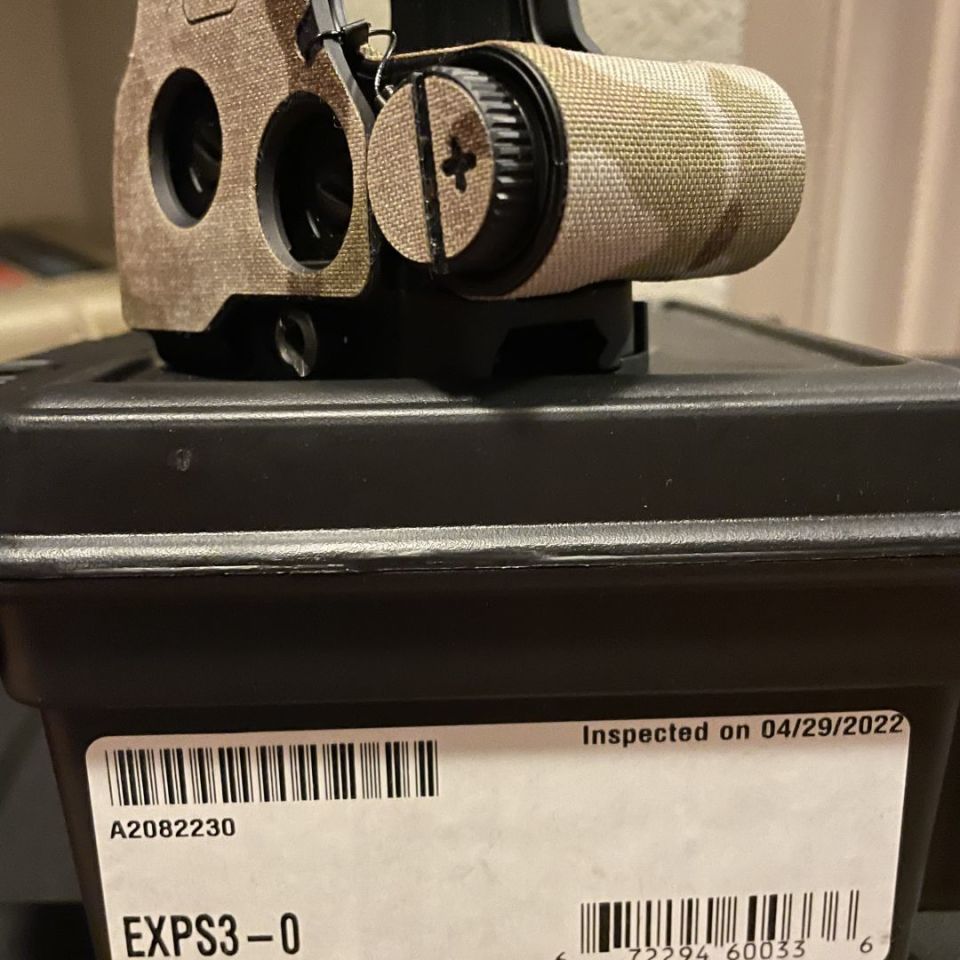 Inspected on 04/29/2022
A2082230
EXPS3-0
6 72294 60033 6